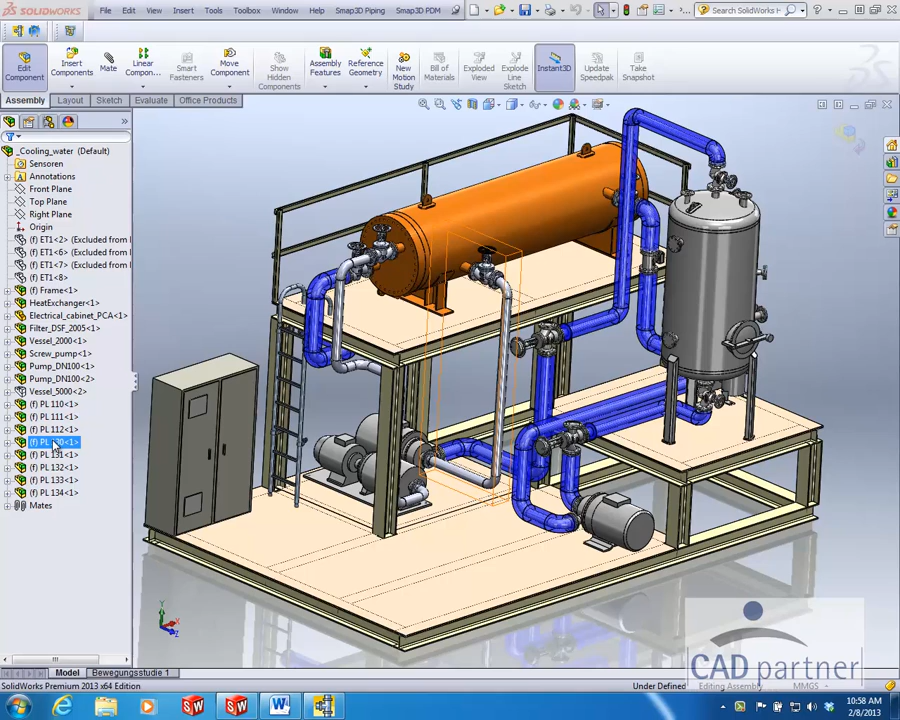 SOLIDWORKS File Edit View Insert Tools Toolbox Window Help Smap3D Piping Smap3D PDM Search SolidWorks Help
Edit Component
Insert Components
Mate
Linear Compon...
Smart Fasteners
Move Component
Show Hidden Components
Assembly Features
Reference Geometry
New Motion Study
Bill of Materials
Exploded View
Explode Line Sketch
Instant3D
Update Speedpak
Take Snapshot
Assembly Layout Sketch Evaluate Office Products
_Cooling_water (Default)
Sensoren
Annotations
Front Plane
Top Plane
Right Plane
Origin
(f) ET1<2> (Excluded from
(f) ET1<6> (Excluded from
(f) ET1<7> (Excluded from
(f) ET1<8>
(f) Frame<1>
HeatExchanger<1>
Electrical_cabinet_PCA<1>
Filter_DSF_2005<1>
Vessel_2000<1>
Screw_pump<1>
Pump_DN100<1>
Pump_DN100<2>
Vessel_5000<2>
(f) PL 110<1>
(f) PL 111<1>
(f) PL 112<1>
(f) PL 130<1>
(f) PL 131<1>
(f) PL 132<1>
(f) PL 133<1>
(f) PL 134<1>
Mates
CAD partner
Model Bewegungsstudie 1
SolidWorks Premium 2013 x64 Edition Under Defined Editing Assembly MMGS
10:58 AM
2/8/2013